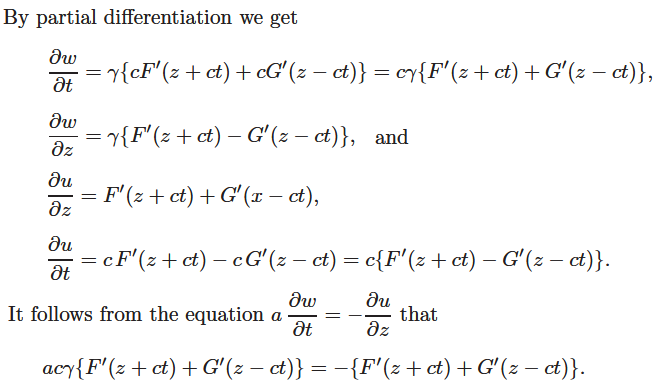 By partial differentiation we get
∂w/∂t = γ{cF′(z + ct) + cG′(z − ct)} = cγ{F′(z + ct) + G′(z − ct)},
∂w/∂z = γ{F′(z + ct) − G′(z − ct)}, and
∂u/∂z = F′(z + ct) + G′(x − ct),
∂u/∂t = cF′(z + ct) − cG′(z − ct) = c{F′(z + ct) − G′(z − ct)}.
It follows from the equation a ∂w/∂t = −∂u/∂z that
acγ{F′(z + ct) + G′(z − ct)} = −{F′(z + ct) + G′(z − ct)}.